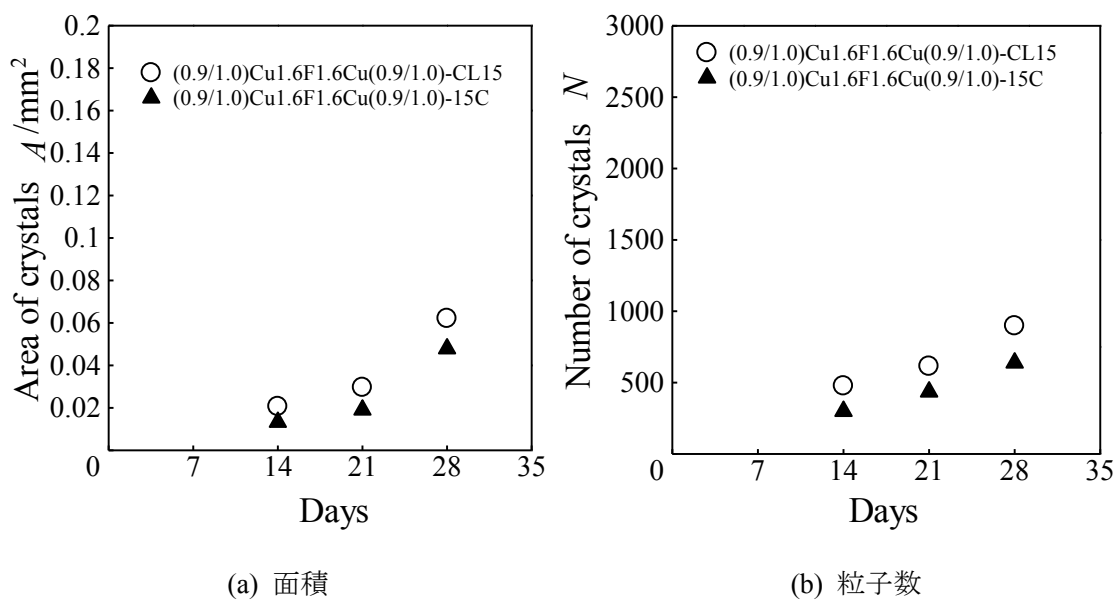 0.2
0.18
0.16
0.14
0.12
0.1
0.08
0.06
0.04
0.02
0
Area of crystals A/mm²
(0.9/1.0)Cu1.6F1.6Cu(0.9/1.0)-CL15
(0.9/1.0)Cu1.6F1.6Cu(0.9/1.0)-15C
7 14 21 28 35
Days
(a) 面積
3000
2500
2000
1500
1000
500
0
Number of crystals N
(0.9/1.0)Cu1.6F1.6Cu(0.9/1.0)-CL15
(0.9/1.0)Cu1.6F1.6Cu(0.9/1.0)-15C
7 14 21 28 35
Days
(b) 粒子数